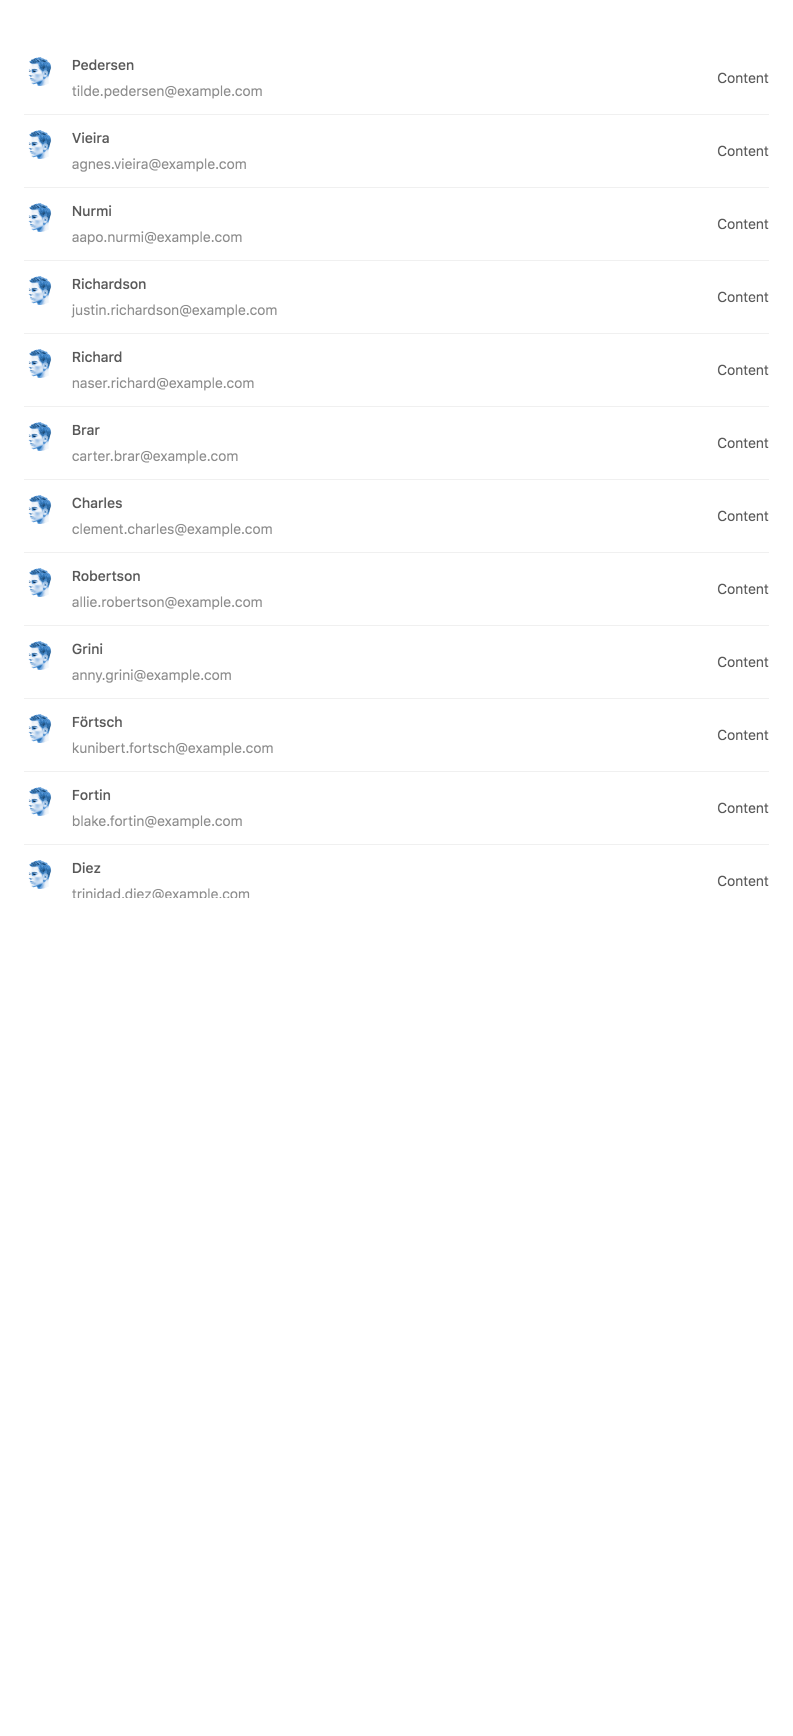 Pedersen
tilde.pedersen@example.com
Content
Vieira
agnes.vieira@example.com
Content
Nurmi
aapo.nurmi@example.com
Content
Richardson
justin.richardson@example.com
Content
Richard
naser.richard@example.com
Content
Brar
carter.brar@example.com
Content
Charles
clement.charles@example.com
Content
Robertson
allie.robertson@example.com
Content
Grini
anny.grini@example.com
Content
Förtsch
kunibert.fortsch@example.com
Content
Fortin
blake.fortin@example.com
Content
Diez
trinidad.diez@example.com
Content